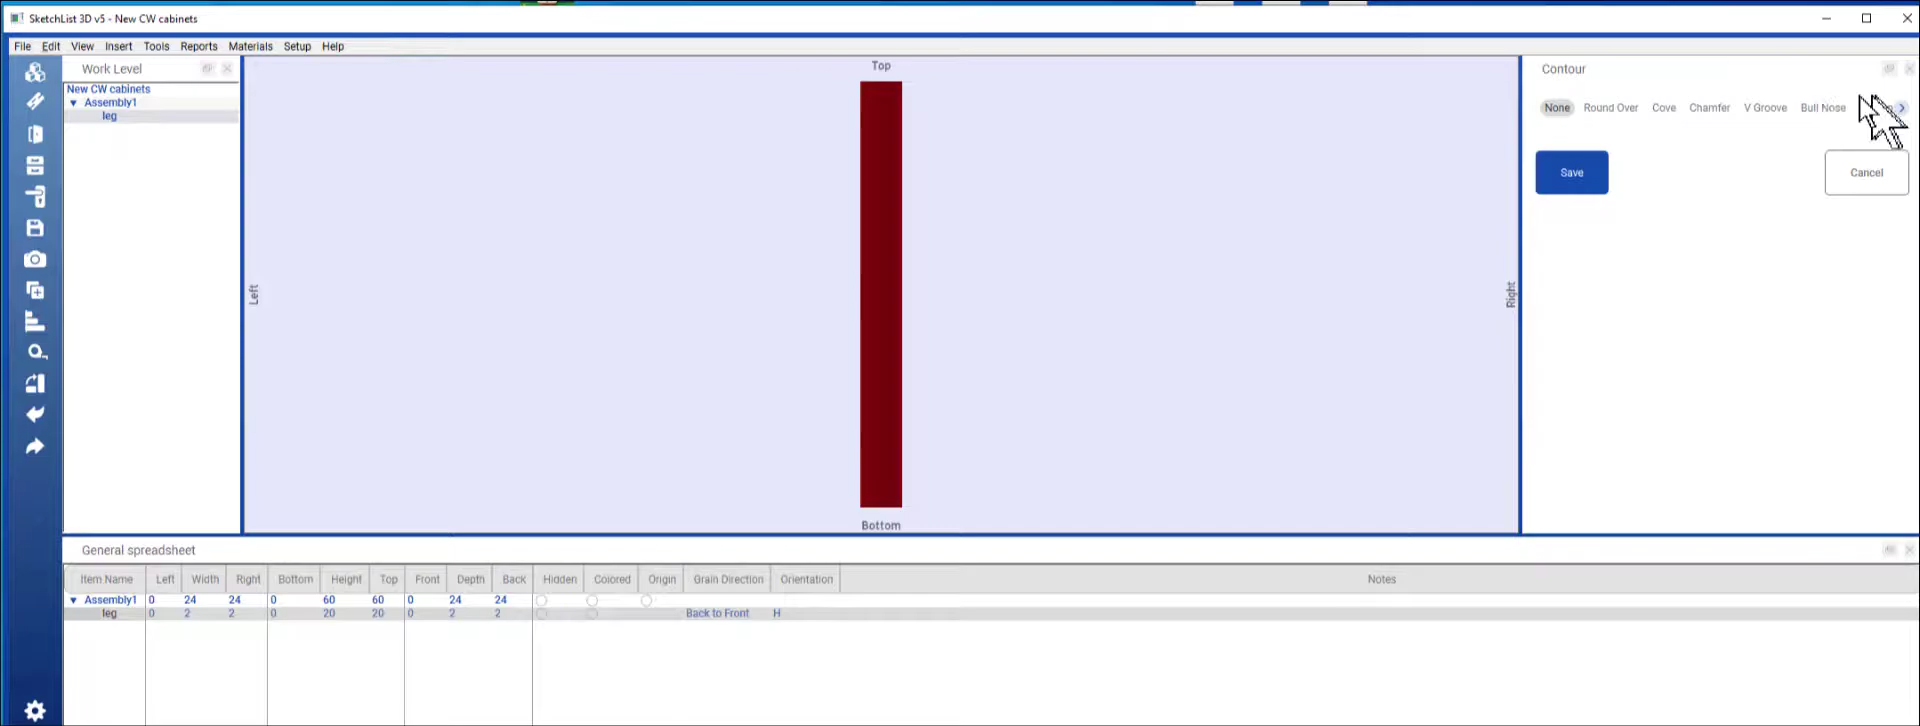 SketchList 3D v5 - New CW cabinets
File Edit View Insert Tools Reports Materials Setup Help
Work Level
New CW cabinets
Assembly1
leg
Top
Left
Right
Bottom
Contour
None Round Over Cove Chamfer V Groove Bull Nose
Save Cancel
General spreadsheet
Item Name Left Width Right Bottom Height Top Front Depth Back Hidden Colored Origin Grain Direction Orientation Notes
Assembly1 0 24 24 0 60 60 0 24 24
leg 0 2 2 0 20 20 0 2 2 Back to Front H